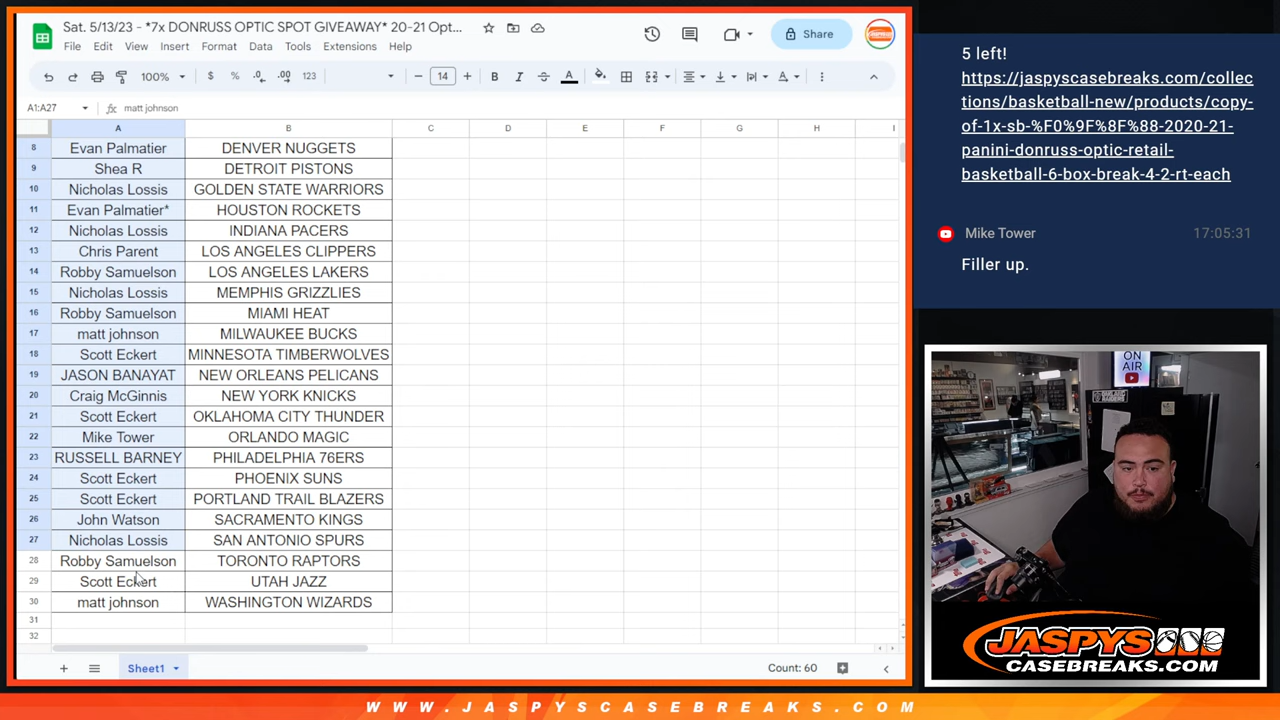 Sat. 5/13/23 - *7x DONRUSS OPTIC SPOT GIVEAWAY* 20-21 Opt...
File Edit View Insert Format Data Tools Extensions Help
Share
100% $ % .0 .00 123 14 B I A
A1:A27 fx matt johnson
A B C D E F G H I
8 Evan Palmatier DENVER NUGGETS
9 Shea R DETROIT PISTONS
10 Nicholas Lossis GOLDEN STATE WARRIORS
11 Evan Palmatier* HOUSTON ROCKETS
12 Nicholas Lossis INDIANA PACERS
13 Chris Parent LOS ANGELES CLIPPERS
14 Robby Samuelson LOS ANGELES LAKERS
15 Nicholas Lossis MEMPHIS GRIZZLIES
16 Robby Samuelson MIAMI HEAT
17 matt johnson MILWAUKEE BUCKS
18 Scott Eckert MINNESOTA TIMBERWOLVES
19 JASON BANAYAT NEW ORLEANS PELICANS
20 Craig McGinnis NEW YORK KNICKS
21 Scott Eckert OKLAHOMA CITY THUNDER
22 Mike Tower ORLANDO MAGIC
23 RUSSELL BARNEY PHILADELPHIA 76ERS
24 Scott Eckert PHOENIX SUNS
25 Scott Eckert PORTLAND TRAIL BLAZERS
26 John Watson SACRAMENTO KINGS
27 Nicholas Lossis SAN ANTONIO SPURS
28 Robby Samuelson TORONTO RAPTORS
29 Scott Eckert UTAH JAZZ
30 matt johnson WASHINGTON WIZARDS
31
32
Sheet1 Count: 60
5 left!
https://jaspyscasebreaks.com/collec
tions/basketball-new/products/copy-
of-1x-sb-%F0%9F%8F%88-2020-21-
panini-donruss-optic-retail-
basketball-6-box-break-4-2-rt-each
Mike Tower 17:05:31
Filler up.
ON
AIR
JASPYS
CASEBREAKS.COM
WWW.JASPYSCASEBREAKS.COM